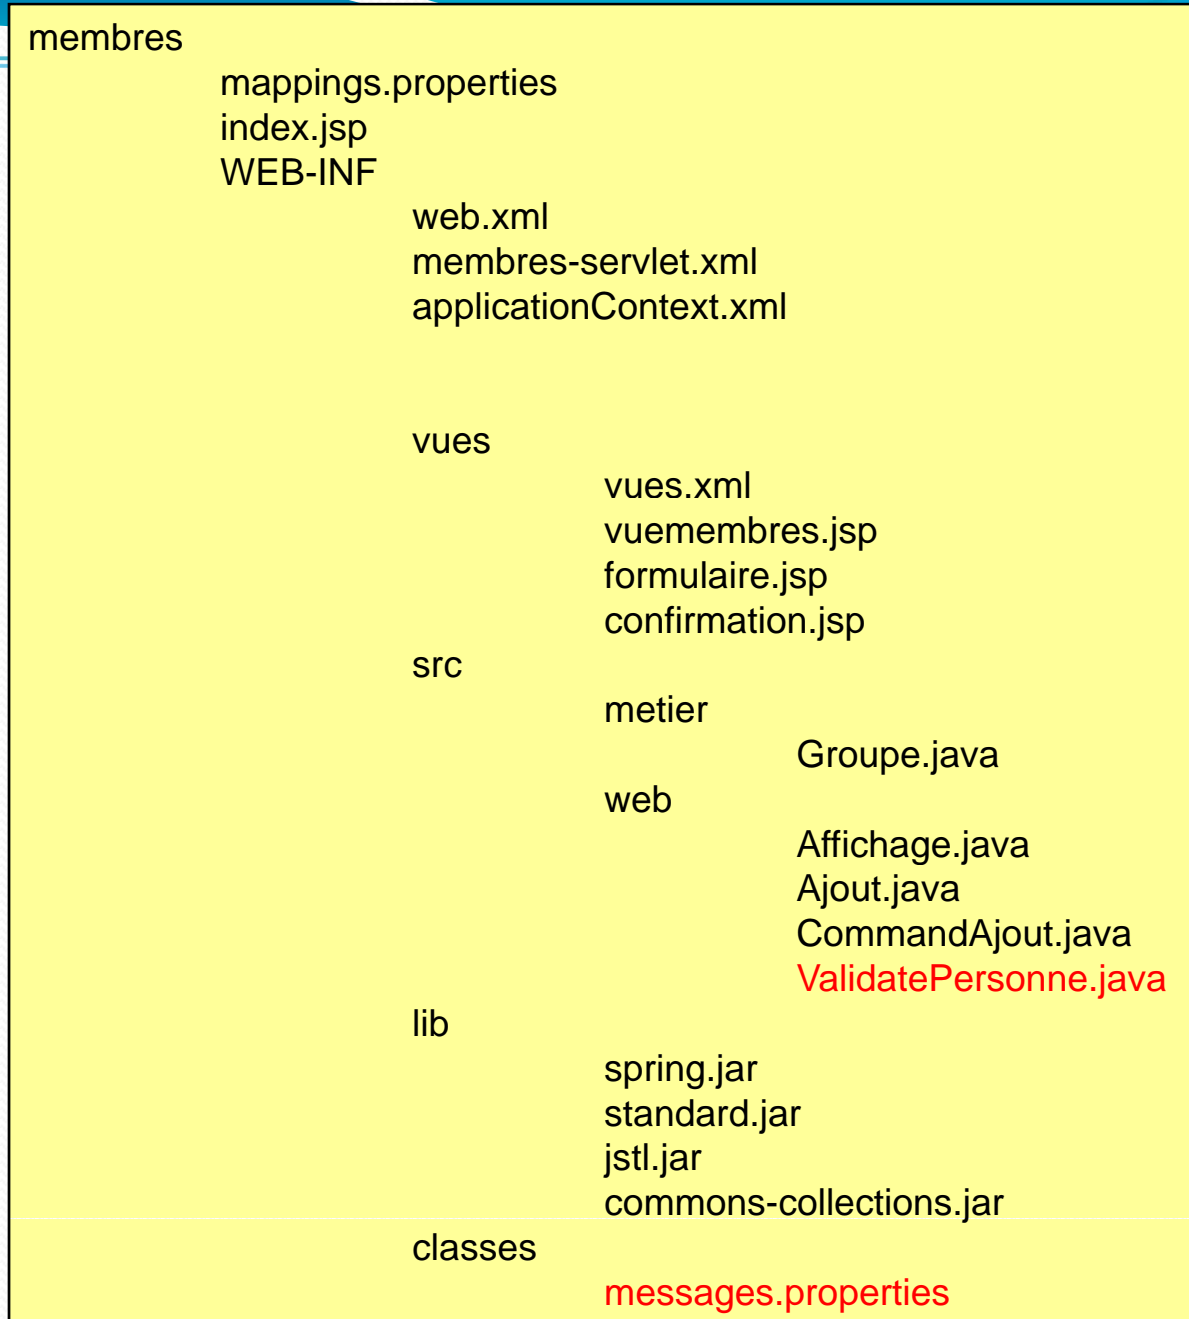 membres
mappings.properties
index.jsp
WEB-INF
web.xml
membres-servlet.xml
applicationContext.xml
vues
vues.xml
vuemembres.jsp
formulaire.jsp
confirmation.jsp
src
metier
Groupe.java
web
Affichage.java
Ajout.java
CommandAjout.java
ValidatePersonne.java
lib
spring.jar
standard.jar
jstl.jar
commons-collections.jar
classes
messages.properties